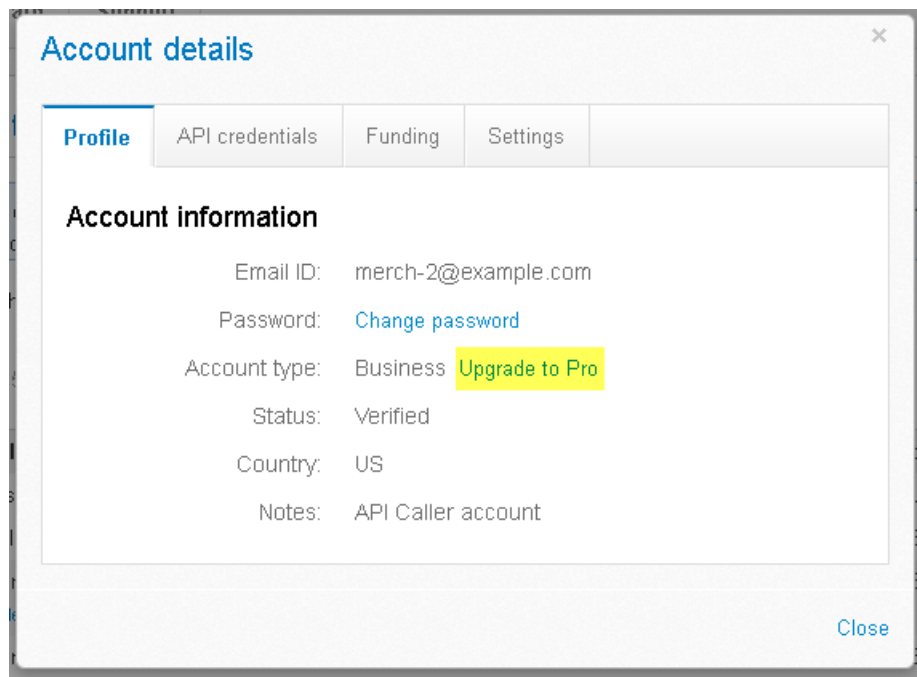 Account details
×
Profile API credentials Funding Settings
Account information
Email ID: merch-2@example.com
Password: Change password
Account type: Business Upgrade to Pro
Status: Verified
Country: US
Notes: API Caller account
Close